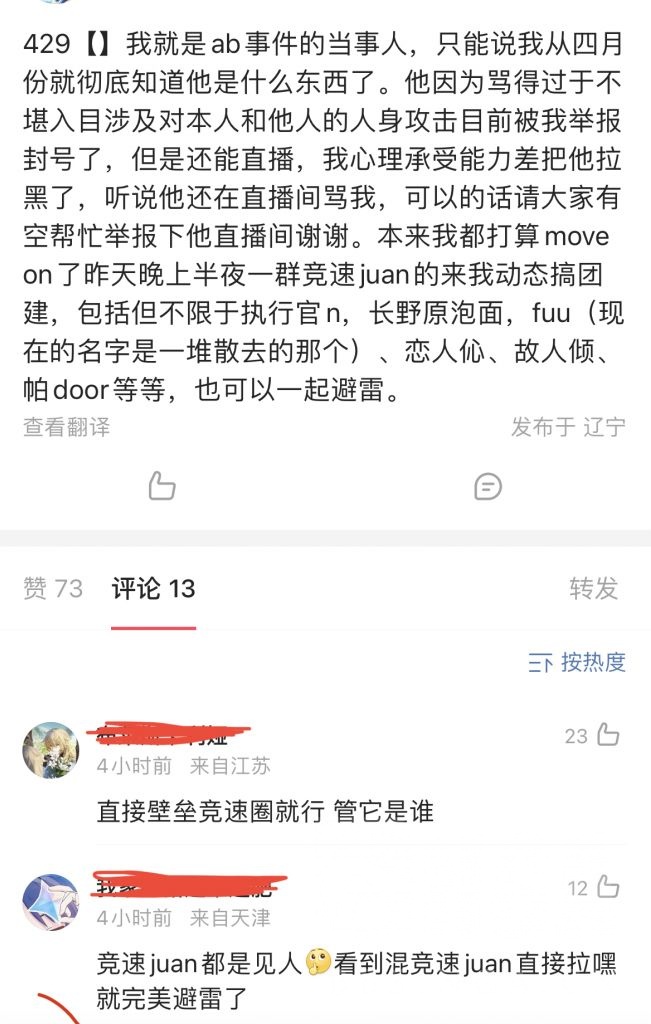 429【】我就是ab事件的当事人，只能说我从四月
份就彻底知道他是什么东西了。他因为骂得过于不
堪入目涉及对本人和他人的人身攻击目前被我举报
封号了，但是还能直播，我心理承受能力差把他拉
黑了，听说他还在直播间骂我，可以的话请大家有
空帮忙举报下他直播间谢谢。本来我都打算move
on了昨天晚上半夜一群竞速juan的来我动态搞团
建，包括但不限于执行官n，长野原泡面，fuu（现
在的名字是一堆散去的那个）、恋人伈、故人倾、
帕door等等，也可以一起避雷。
查看翻译
发布于 辽宁
赞 73
评论 13
转发
按热度
23
4小时前 来自江苏
直接壁垒竞速圈就行 管它是谁
12
4小时前 来自天津
竞速juan都是见人🤔看到混竞速juan直接拉嘿
就完美避雷了